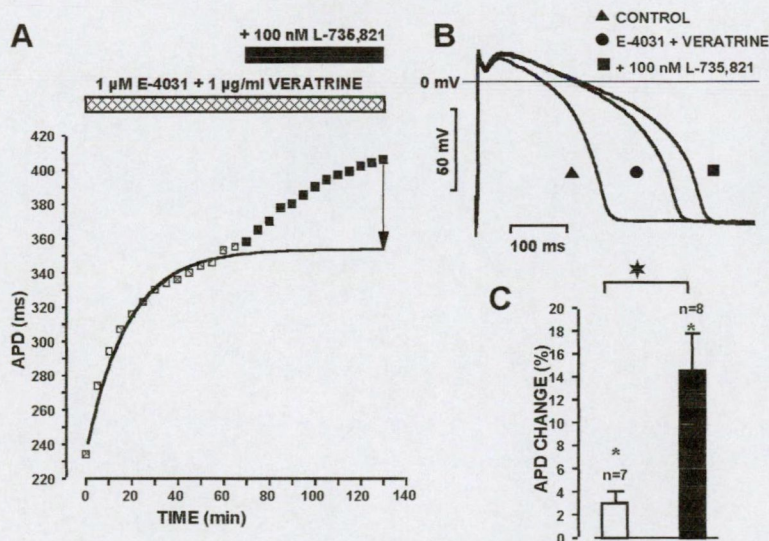 A
+ 100 nM L-735,821
1 µM E-4031 + 1 µg/ml VERATRINE
420
400
380
360
340
320
300
280
260
240
220
APD (ms)
0
20
40
60
80
100
120
140
TIME (min)
B
▲ CONTROL
● E-4031 + VERATRINE
■ + 100 nM L-735,821
0 mV
50 mV
100 ms
C
20
18
16
14
12
10
8
6
4
2
0
APD CHANGE (%)
*
n=7
n=8
*